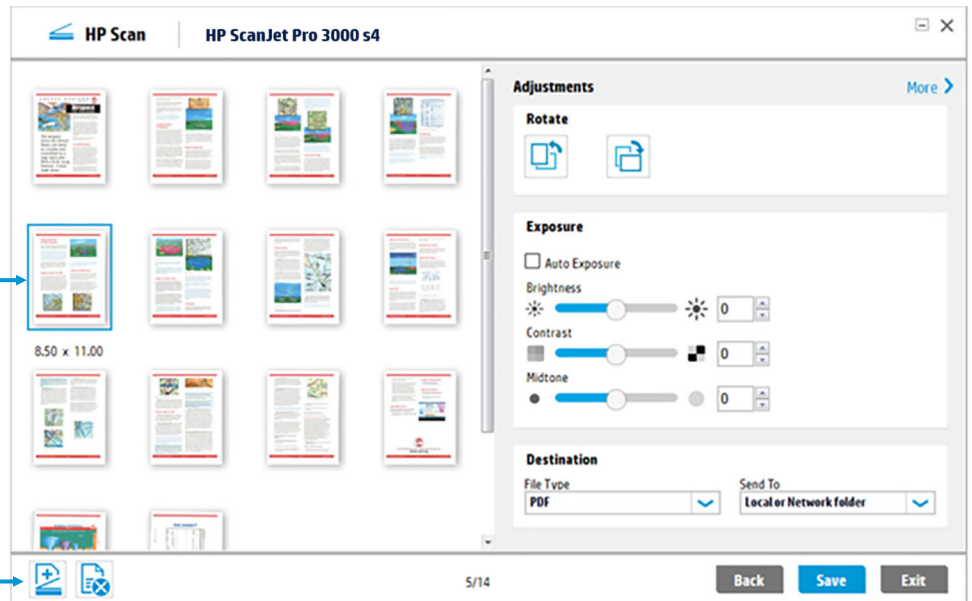 HP Scan
HP ScanJet Pro 3000 s4
Adjustments
More
Rotate
Exposure
Auto Exposure
Brightness
0
Contrast
0
Midtone
0
8.50 x 11.00
Destination
File Type
Send To
PDF
Local or Network folder
5/14
Back
Save
Exit